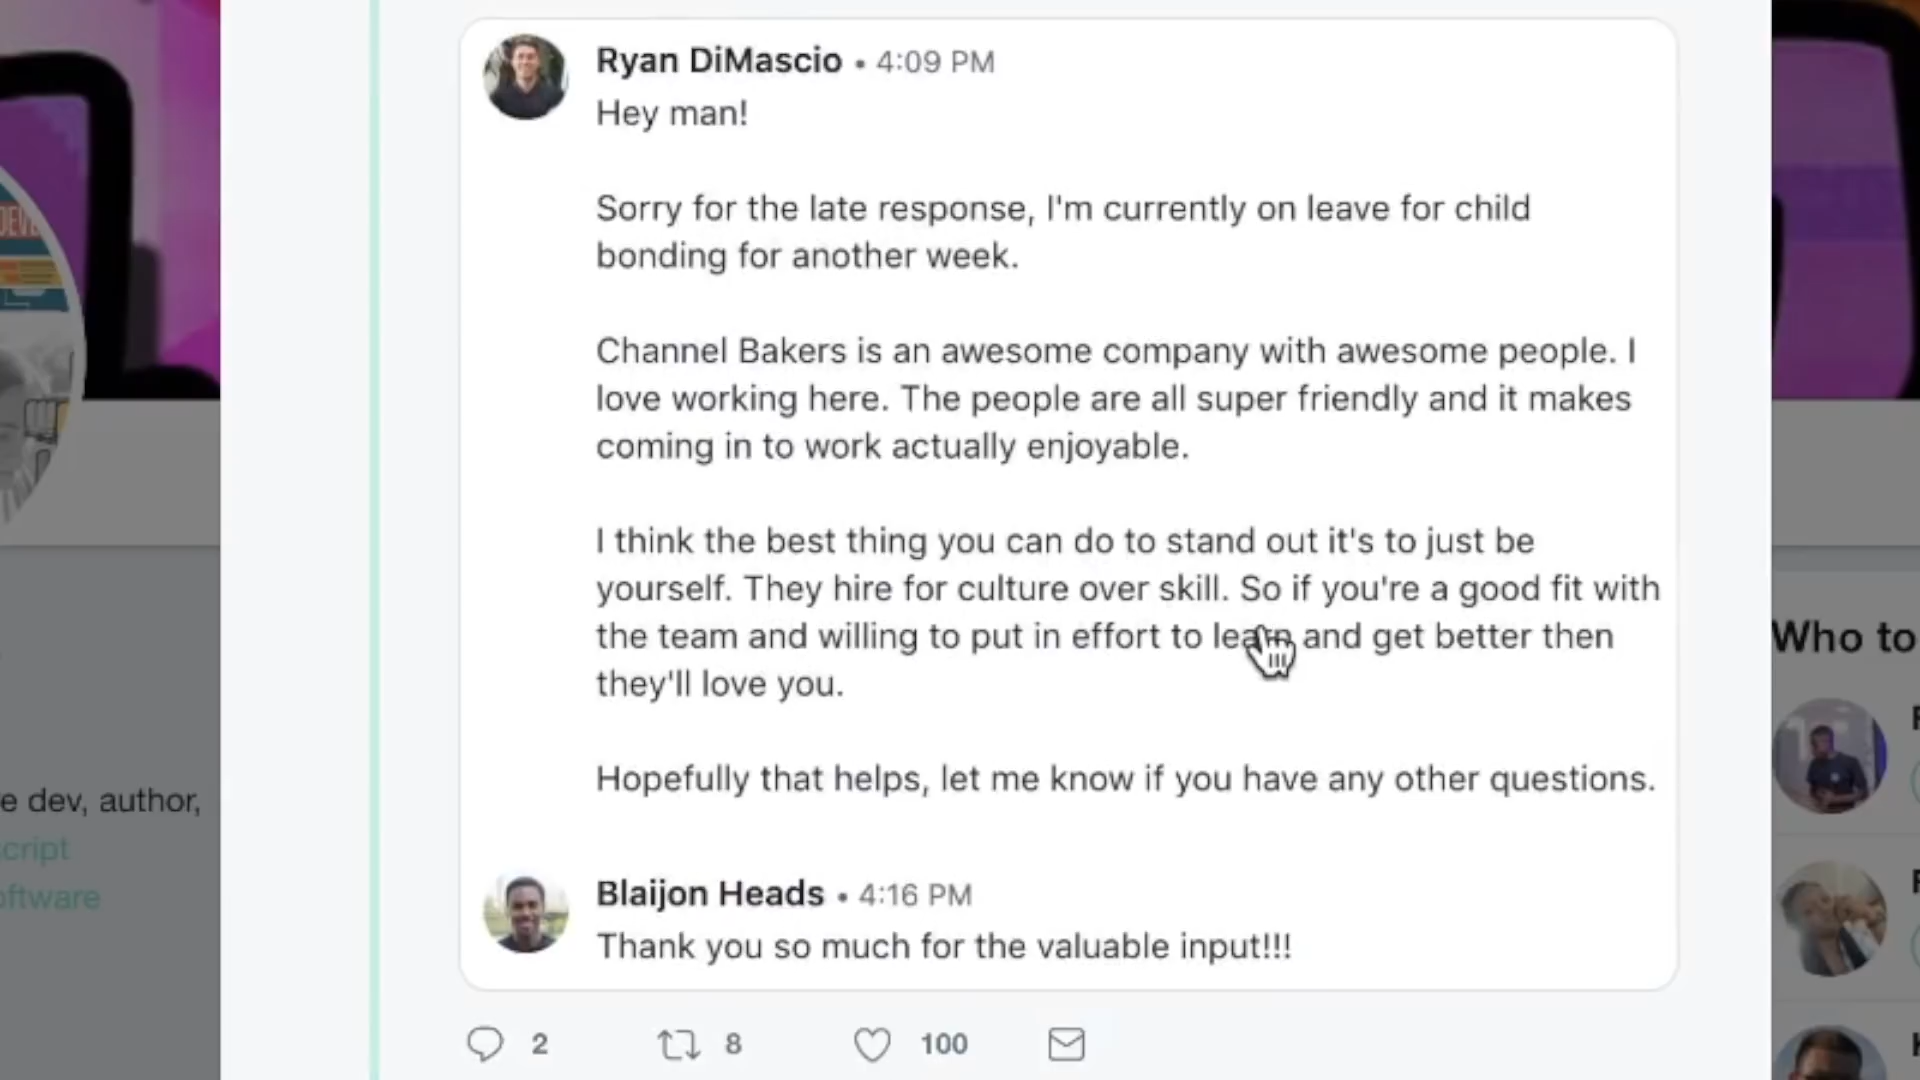 Ryan DiMascio • 4:09 PM
Hey man!
Sorry for the late response, I'm currently on leave for child
bonding for another week.
Channel Bakers is an awesome company with awesome people. I
love working here. The people are all super friendly and it makes
coming in to work actually enjoyable.
I think the best thing you can do to stand out it's to just be
yourself. They hire for culture over skill. So if you're a good fit with
the team and willing to put in effort to learn and get better then
they'll love you.
Hopefully that helps, let me know if you have any other questions.
Blaijon Heads • 4:16 PM
Thank you so much for the valuable input!!!
2 8 100
e dev, author,
cript
oftware
Who to